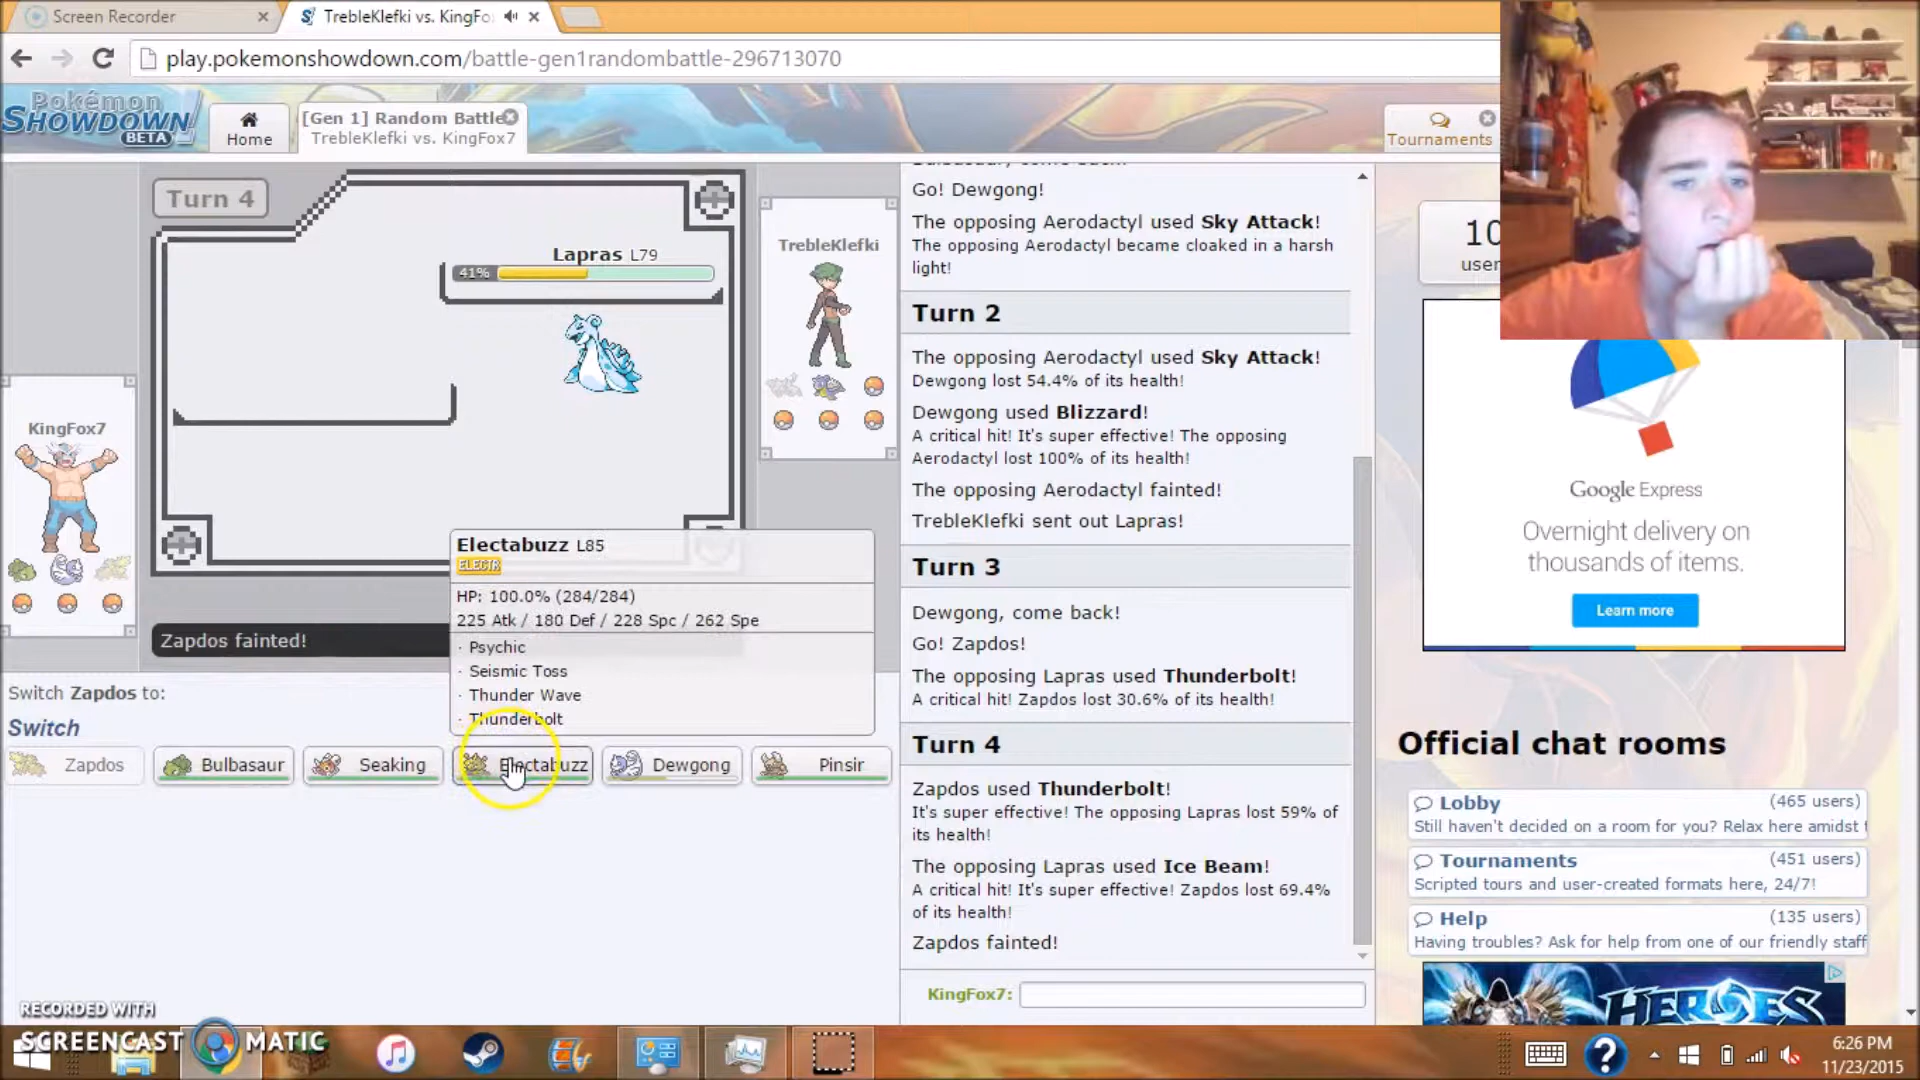 Screen Recorder
TrebleKlefki vs. KingFo
play.pokemonshowdown.com/battle-gen1randombattle-296713070
Pokémon
SHOWDOWN
BETA
Home
[Gen 1] Random Battle
TrebleKlefki vs. KingFox7
Tournaments
Turn 4
Lapras L79
41%
TrebleKlefki
KingFox7
Zapdos fainted!
Electabuzz L85
ELECTR
HP: 100.0% (284/284)
225 Atk / 180 Def / 228 Spc / 262 Spe
· Psychic
· Seismic Toss
· Thunder Wave
· Thunderbolt
Switch Zapdos to:
Switch
Zapdos
Bulbasaur
Seaking
Electabuzz
Dewgong
Pinsir
Go! Dewgong!
The opposing Aerodactyl used Sky Attack!
The opposing Aerodactyl became cloaked in a harsh
light!
Turn 2
The opposing Aerodactyl used Sky Attack!
Dewgong lost 54.4% of its health!
Dewgong used Blizzard!
A critical hit! It's super effective! The opposing
Aerodactyl lost 100% of its health!
The opposing Aerodactyl fainted!
TrebleKlefki sent out Lapras!
Turn 3
Dewgong, come back!
Go! Zapdos!
The opposing Lapras used Thunderbolt!
A critical hit! Zapdos lost 30.6% of its health!
Turn 4
Zapdos used Thunderbolt!
It's super effective! The opposing Lapras lost 59% of
its health!
The opposing Lapras used Ice Beam!
A critical hit! It's super effective! Zapdos lost 69.4%
of its health!
Zapdos fainted!
KingFox7:
10
user
Google Express
Overnight delivery on
thousands of items.
Learn more
Official chat rooms
Lobby (465 users)
Still haven't decided on a room for you? Relax here amidst t
Tournaments (451 users)
Scripted tours and user-created formats here, 24/7!
Help (135 users)
Having troubles? Ask for help from one of our friendly staff
HEROES
RECORDED WITH
SCREENCAST MATIC
6:26 PM
11/23/2015